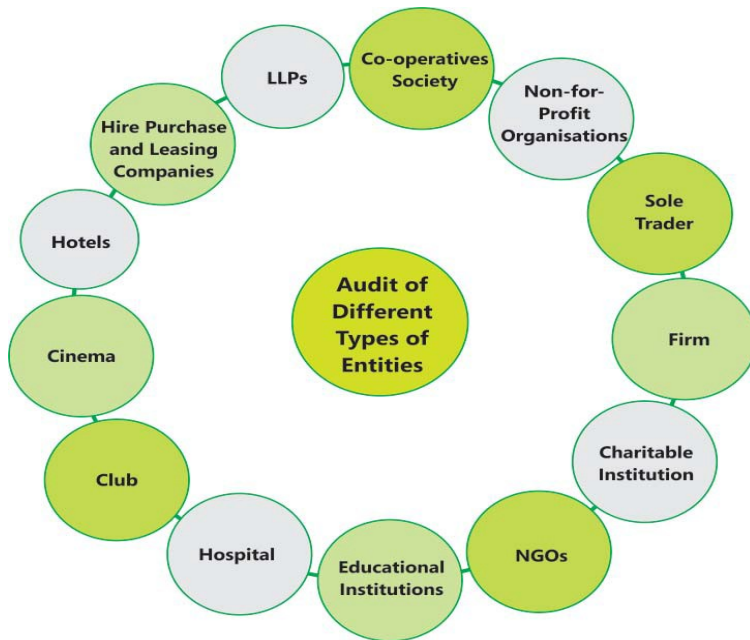 Co-operatives
Society
Non-for-
Profit
Organisations
Sole
Trader
Firm
Charitable
Institution
NGOs
Educational
Institutions
Hospital
Club
Cinema
Hotels
Hire Purchase
and Leasing
Companies
LLPs
Audit of
Different
Types of
Entities